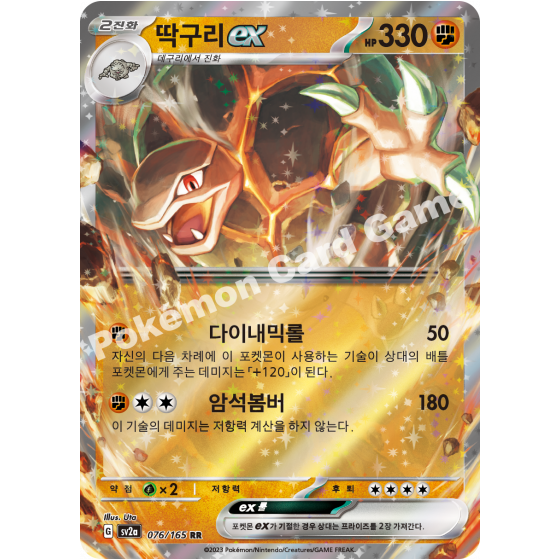 2진화 딱구리 ex HP 330
데구리에서 진화
Pokémon Card Game
다이내믹롤 50
자신의 다음 차례에 이 포켓몬이 사용하는 기술이 상대의 배틀
포켓몬에게 주는 데미지는 「+120」이 된다.
암석봄버 180
이 기술의 데미지는 저항력 계산을 하지 않는다.
약점 ×2 저항력 후퇴
Illus. Uta
ex 룰
G sv2a 076/165 RR
포켓몬 ex가 기절한 경우 상대는 프라이즈를 2장 가져간다.
©2023 Pokémon/Nintendo/Creatures/GAME FREAK.